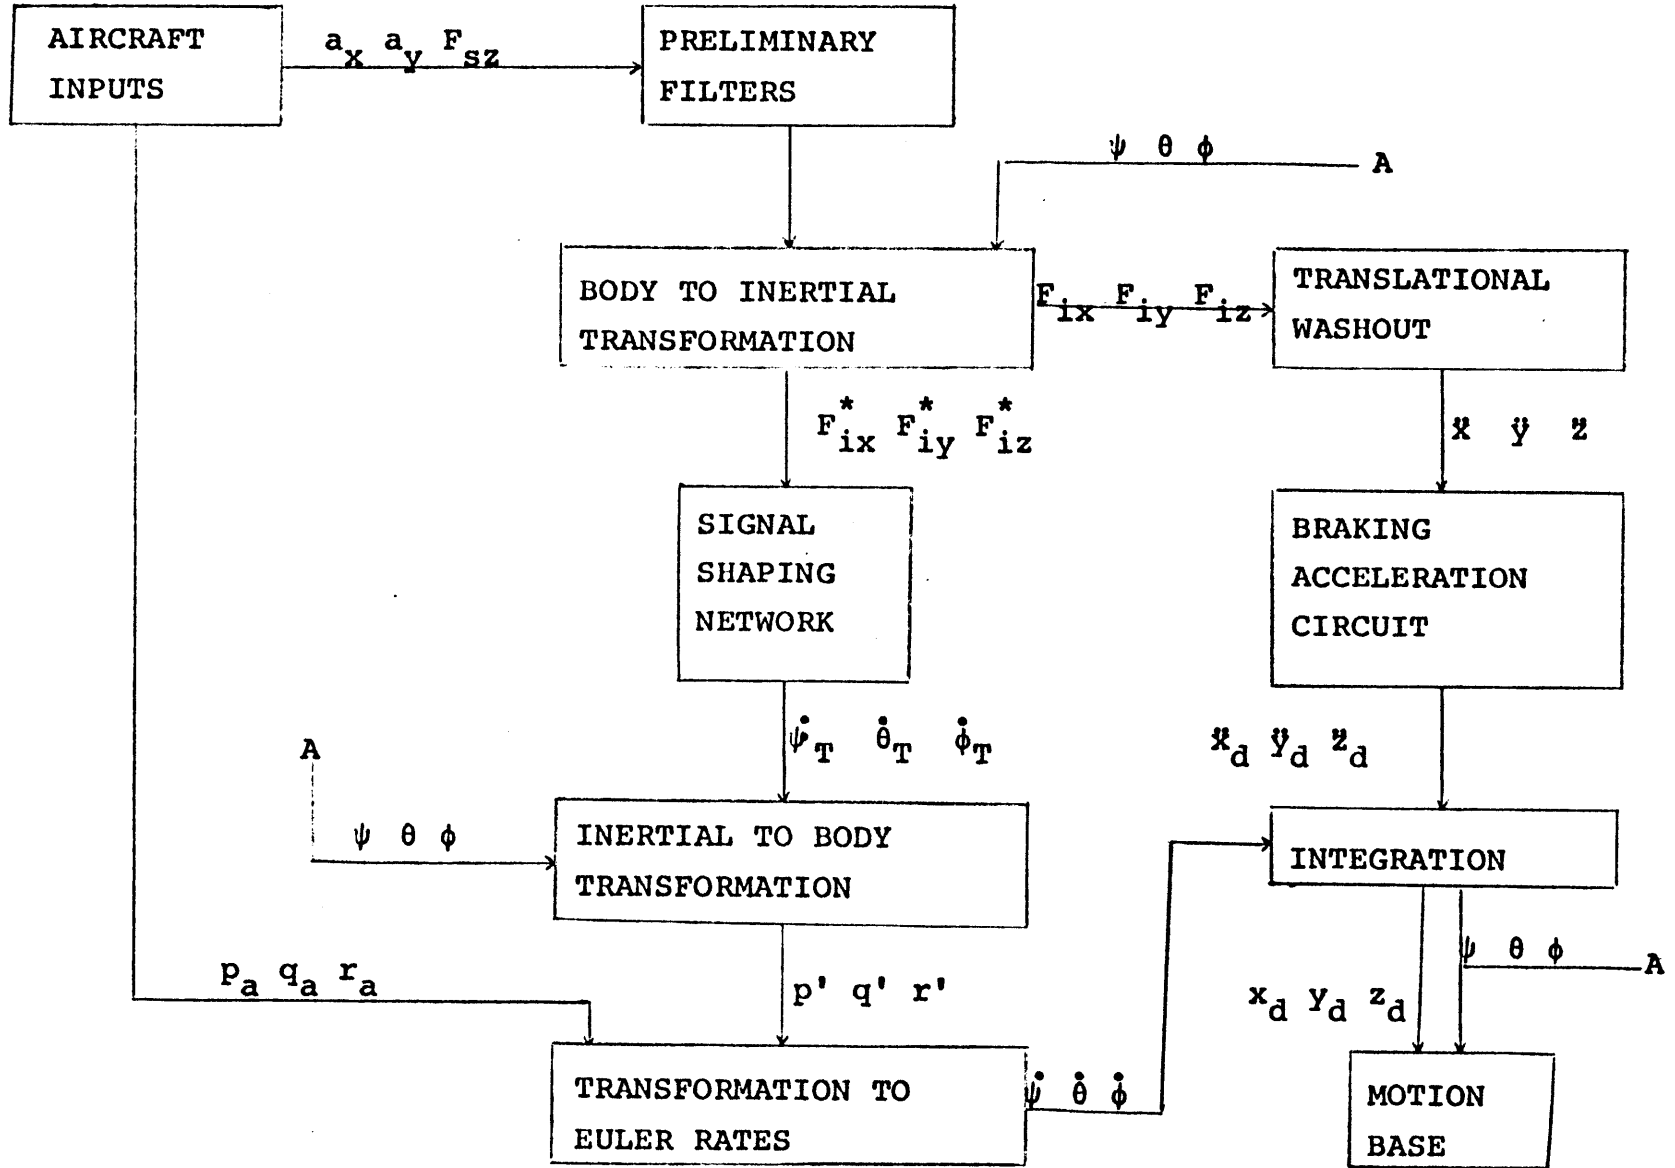 AIRCRAFT
INPUTS
a_x a_y F_sz
PRELIMINARY
FILTERS
ψ θ φ
A
BODY TO INERTIAL
TRANSFORMATION
F_ix F_iy F_iz
TRANSLATIONAL
WASHOUT
F*_ix F*_iy F*_iz
ẍ ÿ z̈
SIGNAL
SHAPING
NETWORK
BRAKING
ACCELERATION
CIRCUIT
ψ̇_T θ̇_T φ̇_T
ẍ_d ÿ_d z̈_d
A
ψ θ φ
INERTIAL TO BODY
TRANSFORMATION
INTEGRATION
p_a q_a r_a
p' q' r'
ψ θ φ
A
x_d y_d z_d
TRANSFORMATION TO
EULER RATES
ψ̇ θ̇ φ̇
MOTION
BASE